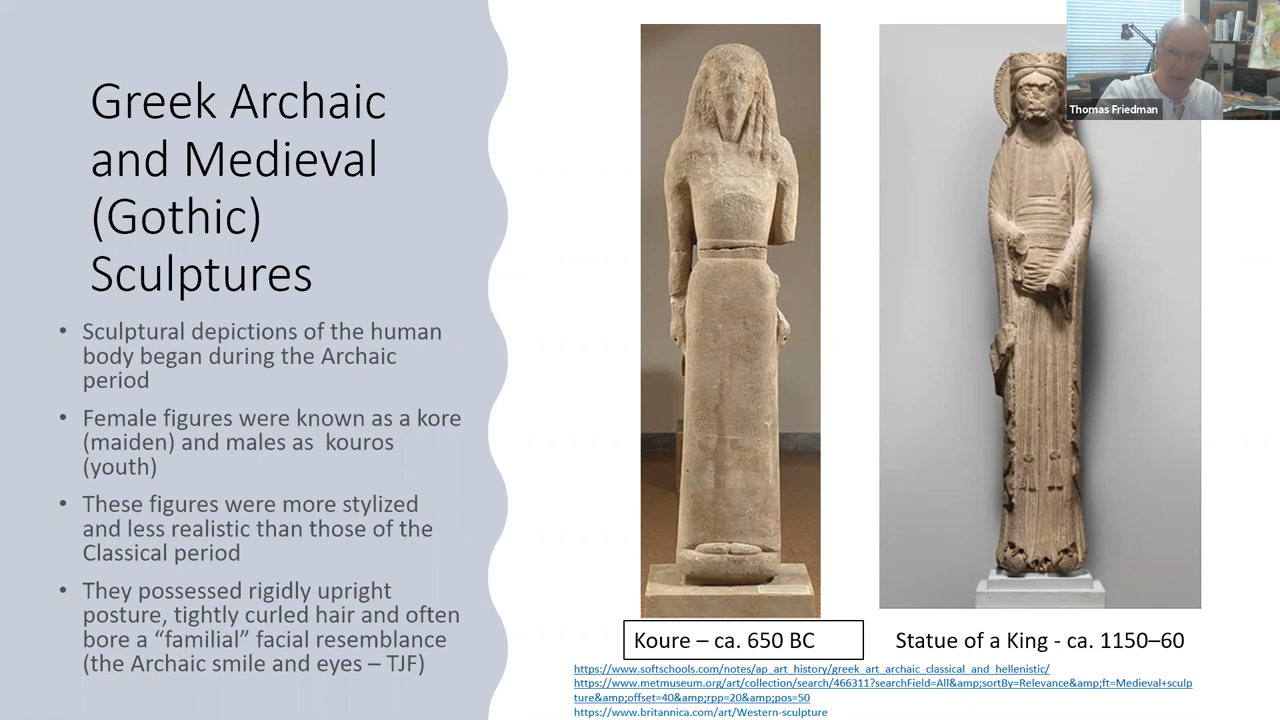 Greek Archaic
and Medieval
(Gothic)
Sculptures
• Sculptural depictions of the human
body began during the Archaic
period
• Female figures were known as a kore
(maiden) and males as  kouros
(youth)
• These figures were more stylized
and less realistic than those of the
Classical period
• They possessed rigidly upright
posture, tightly curled hair and often
bore a “familial” facial resemblance
(the Archaic smile and eyes – TJF)
Thomas Friedman
Koure – ca. 650 BC
Statue of a King - ca. 1150–60
https://www.softschools.com/notes/ap_art_history/greek_art_archaic_classical_and_hellenistic/
https://www.metmuseum.org/art/collection/search/466311?searchField=All&amp;sortBy=Relevance&amp;ft=Medieval+sculp
ture&amp;offset=40&amp;rpp=20&amp;pos=50
https://www.britannica.com/art/Western-sculpture